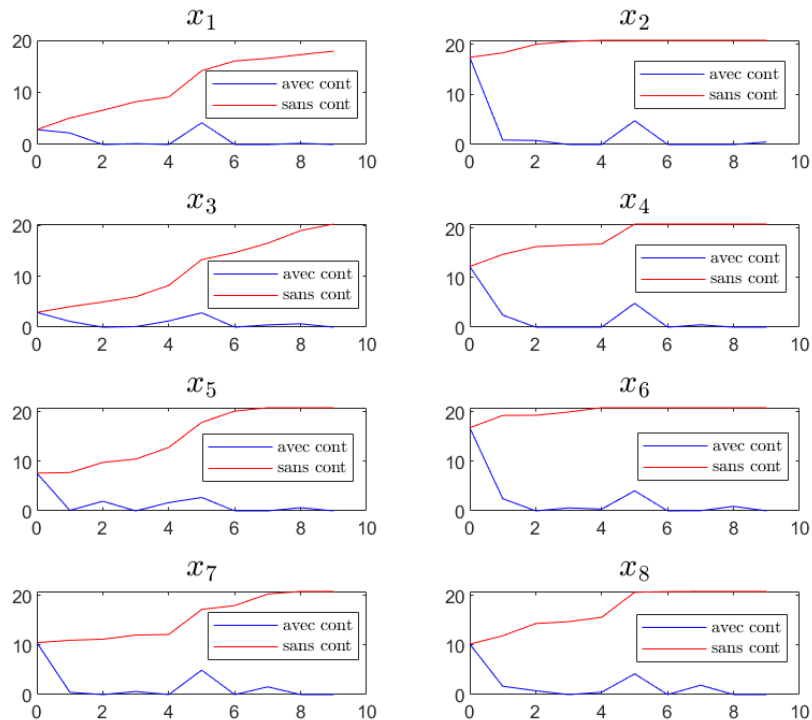 x₁
20
10
0
0 2 4 6 8 10
avec cont
sans cont
x₂
20
10
0
0 2 4 6 8 10
avec cont
sans cont
x₃
20
10
0
0 2 4 6 8 10
avec cont
sans cont
x₄
20
10
0
0 2 4 6 8 10
avec cont
sans cont
x₅
20
10
0
0 2 4 6 8 10
avec cont
sans cont
x₆
20
10
0
0 2 4 6 8 10
avec cont
sans cont
x₇
20
10
0
0 2 4 6 8 10
avec cont
sans cont
x₈
20
10
0
0 2 4 6 8 10
avec cont
sans cont